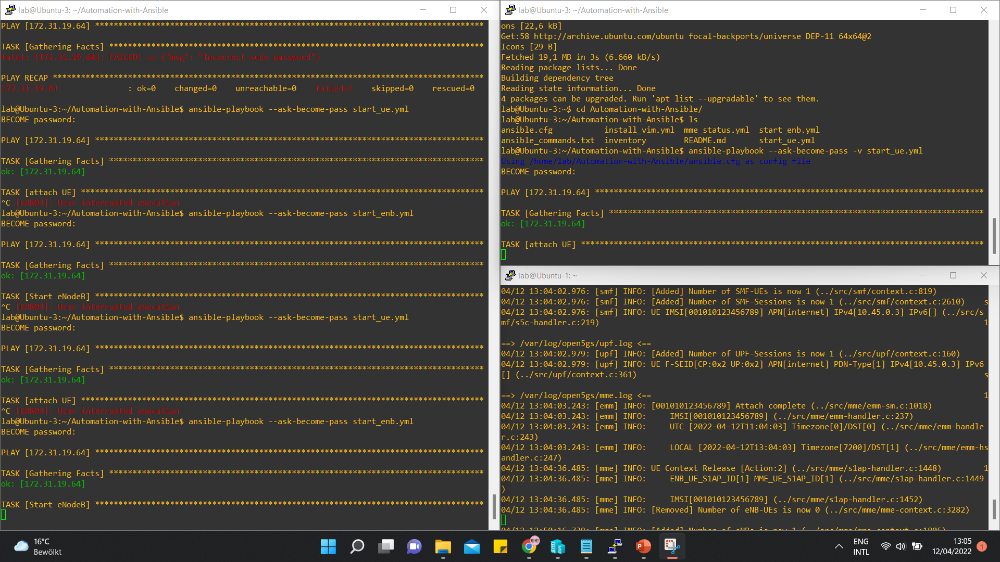 lab@Ubuntu-3: ~/Automation-with-Ansible
PLAY [172.31.19.64] ***********************************************************************************
TASK [Gathering Facts] ********************************************************************************
fatal: [172.31.19.64]: FAILED! => {"msg": "Incorrect sudo password"}
PLAY RECAP ********************************************************************************************
172.31.19.64               : ok=0    changed=0    unreachable=0    failed=1    skipped=0    rescued=0
lab@Ubuntu-3:~/Automation-with-Ansible$ ansible-playbook --ask-become-pass start_ue.yml
BECOME password:
PLAY [172.31.19.64] ***********************************************************************************
TASK [Gathering Facts] ********************************************************************************
ok: [172.31.19.64]
TASK [attach UE] **************************************************************************************
^C [ERROR]: User interrupted execution
lab@Ubuntu-3:~/Automation-with-Ansible$ ansible-playbook --ask-become-pass start_enb.yml
BECOME password:
PLAY [172.31.19.64] ***********************************************************************************
TASK [Gathering Facts] ********************************************************************************
ok: [172.31.19.64]
TASK [Start eNodeB] ***********************************************************************************
^C [ERROR]: User interrupted execution
lab@Ubuntu-3:~/Automation-with-Ansible$ ansible-playbook --ask-become-pass start_ue.yml
BECOME password:
PLAY [172.31.19.64] ***********************************************************************************
TASK [Gathering Facts] ********************************************************************************
ok: [172.31.19.64]
TASK [attach UE] **************************************************************************************
^C [ERROR]: User interrupted execution
lab@Ubuntu-3:~/Automation-with-Ansible$ ansible-playbook --ask-become-pass start_enb.yml
BECOME password:
PLAY [172.31.19.64] ***********************************************************************************
TASK [Gathering Facts] ********************************************************************************
ok: [172.31.19.64]
TASK [Start eNodeB] ***********************************************************************************
lab@Ubuntu-3: ~/Automation-with-Ansible
ons [22,6 kB]
Get:58 http://archive.ubuntu.com/ubuntu focal-backports/universe DEP-11 64x64@2
Icons [29 B]
Fetched 19,1 MB in 3s (6.660 kB/s)
Reading package lists... Done
Building dependency tree
Reading state information... Done
4 packages can be upgraded. Run 'apt list --upgradable' to see them.
lab@Ubuntu-3:~$ cd Automation-with-Ansible/
lab@Ubuntu-3:~/Automation-with-Ansible$ ls
ansible.cfg           install_vim.yml  mme_status.yml  start_enb.yml
ansible_commands.txt  inventory        README.md       start_ue.yml
lab@Ubuntu-3:~/Automation-with-Ansible$ ansible-playbook --ask-become-pass -v start_ue.yml
Using /home/lab/Automation-with-Ansible/ansible.cfg as config file
BECOME password:
PLAY [172.31.19.64] ***********************************************************************************
TASK [Gathering Facts] ********************************************************************************
ok: [172.31.19.64]
TASK [attach UE] **************************************************************************************
lab@Ubuntu-1: ~
04/12 13:04:02.976: [smf] INFO: [Added] Number of SMF-UEs is now 1 (../src/smf/context.c:819)
04/12 13:04:02.976: [smf] INFO: [Added] Number of SMF-Sessions is now 1 (../src/smf/context.c:2610)    s
04/12 13:04:02.976: [smf] INFO: UE IMSI[001010123456789] APN[internet] IPv4[10.45.0.3] IPv6[] (../src/s
mf/s5c-handler.c:219)    1
==> /var/log/open5gs/upf.log <==
04/12 13:04:02.979: [upf] INFO: [Added] Number of UPF-Sessions is now 1 (../src/upf/context.c:160)
04/12 13:04:02.979: [upf] INFO: UE F-SEID[CP:0x2 UP:0x2] APN[internet] PDN-Type[1] IPv4[10.45.0.3] IPv6
[] (../src/upf/context.c:361)    s
==> /var/log/open5gs/mme.log <==    1
04/12 13:04:03.243: [emm] INFO: [001010123456789] Attach complete (../src/mme/emm-sm.c:1018)
04/12 13:04:03.243: [emm] INFO:     IMSI[001010123456789] (../src/mme/emm-handler.c:237)
04/12 13:04:03.243: [emm] INFO:     UTC [2022-04-12T11:04:03] Timezone[0]/DST[0] (../src/mme/emm-handle
r.c:243)
04/12 13:04:03.243: [emm] INFO:     LOCAL [2022-04-12T13:04:03] Timezone[7200]/DST[1] (../src/mme/emm-hs
andler.c:247)
04/12 13:04:36.485: [mme] INFO: UE Context Release [Action:2] (../src/mme/s1ap-handler.c:1448)    1
04/12 13:04:36.485: [mme] INFO:     ENB_UE_S1AP_ID[1] MME_UE_S1AP_ID[1] (../src/mme/s1ap-handler.c:1449
)
04/12 13:04:36.485: [mme] INFO:     IMSI[001010123456789] (../src/mme/s1ap-handler.c:1452)
04/12 13:04:36.485: [mme] INFO: [Removed] Number of eNB-UEs is now 0 (../src/mme/mme-context.c:3282)
04/12 12:50:16.739: [mme] INFO: [Added] Number of eNBs is now 1 (../src/mme/mme-context.c:1805)
16°C
Bewölkt
ENG
INTL
13:05
12/04/2022
1